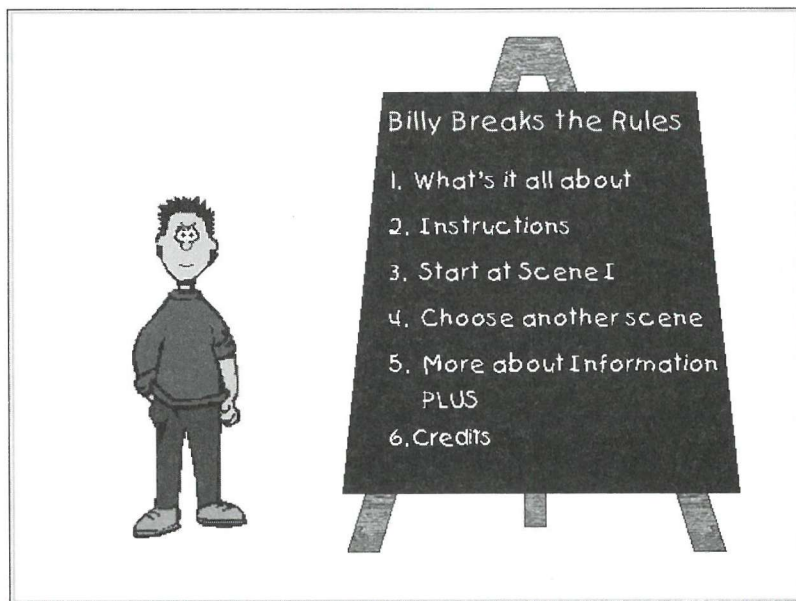 Billy Breaks the Rules
1. What's it all about
2. Instructions
3. Start at Scene I
4. Choose another scene
5. More about Information
PLUS
6. Credits